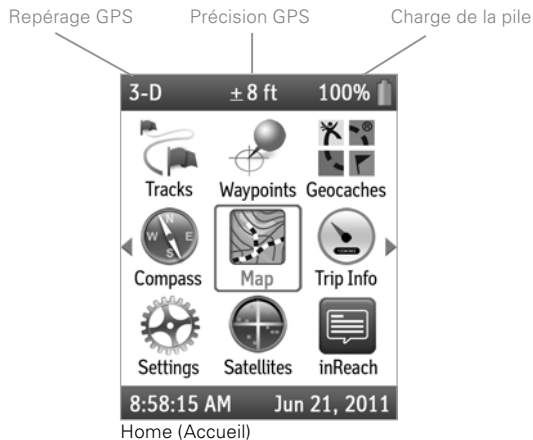 Repérage GPS Précision GPS Charge de la pile
3-D ± 8 ft 100%
Tracks Waypoints Geocaches
N
W E
S
Compass Map Trip Info
Settings Satellites inReach
8:58:15 AM Jun 21, 2011
Home (Accueil)